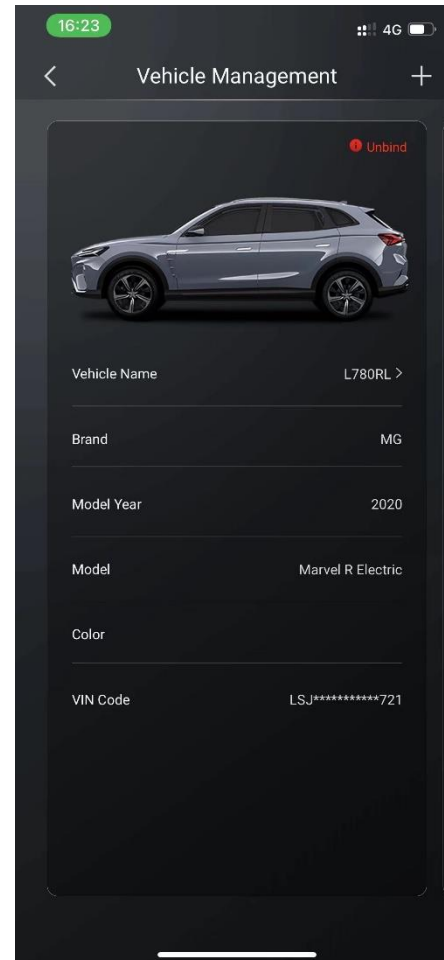 16:23
4G
Vehicle Management
Unbind
Vehicle Name L780RL >
Brand MG
Model Year 2020
Model Marvel R Electric
Color
VIN Code LSJ***********721